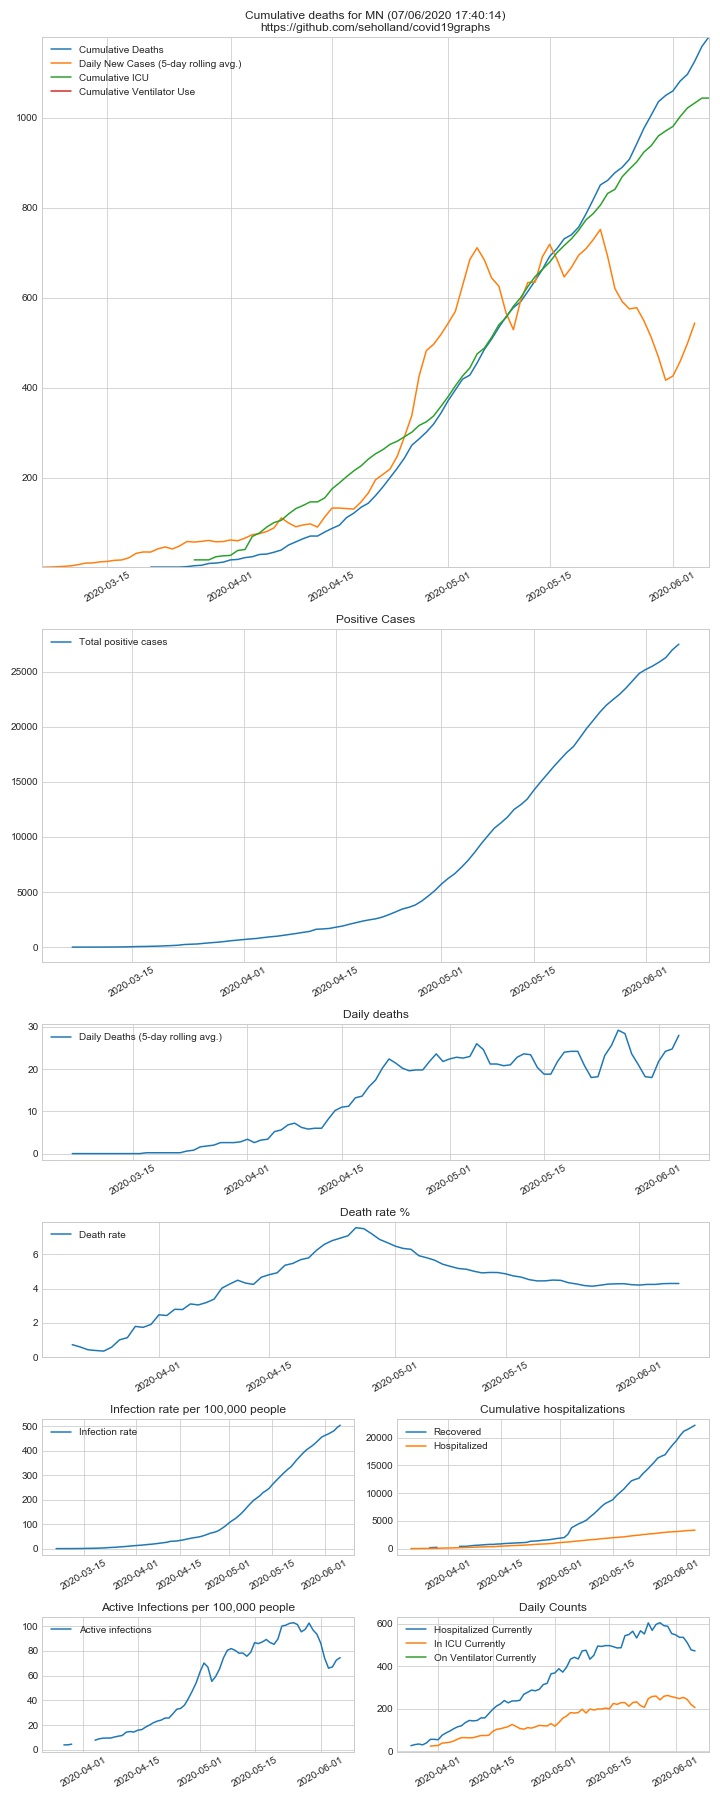 Cumulative deaths for MN (07/06/2020 17:40:14)
https://github.com/seholland/covid19graphs
Cumulative Deaths
Daily New Cases (5-day rolling avg.)
Cumulative ICU
Cumulative Ventilator Use
1000
800
600
400
200
2020-03-15 2020-04-01 2020-04-15 2020-05-01 2020-05-15 2020-06-01
Positive Cases
Total positive cases
25000
20000
15000
10000
5000
0
2020-03-15 2020-04-01 2020-04-15 2020-05-01 2020-05-15 2020-06-01
Daily deaths
Daily Deaths (5-day rolling avg.)
30
20
10
0
2020-03-15 2020-04-01 2020-04-15 2020-05-01 2020-05-15 2020-06-01
Death rate %
Death rate
6
4
2
0
2020-04-01 2020-04-15 2020-05-01 2020-05-15 2020-06-01
Infection rate per 100,000 people
Infection rate
500
400
300
200
100
0
2020-03-15 2020-04-01 2020-04-15 2020-05-01 2020-05-15 2020-06-01
Cumulative hospitalizations
Recovered
Hospitalized
20000
15000
10000
5000
0
2020-04-01 2020-04-15 2020-05-01 2020-05-15 2020-06-01
Active Infections per 100,000 people
Active infections
100
80
60
40
20
0
2020-04-01 2020-04-15 2020-05-01 2020-05-15 2020-06-01
Daily Counts
Hospitalized Currently
In ICU Currently
On Ventilator Currently
600
400
200
0
2020-04-01 2020-04-15 2020-05-01 2020-05-15 2020-06-01